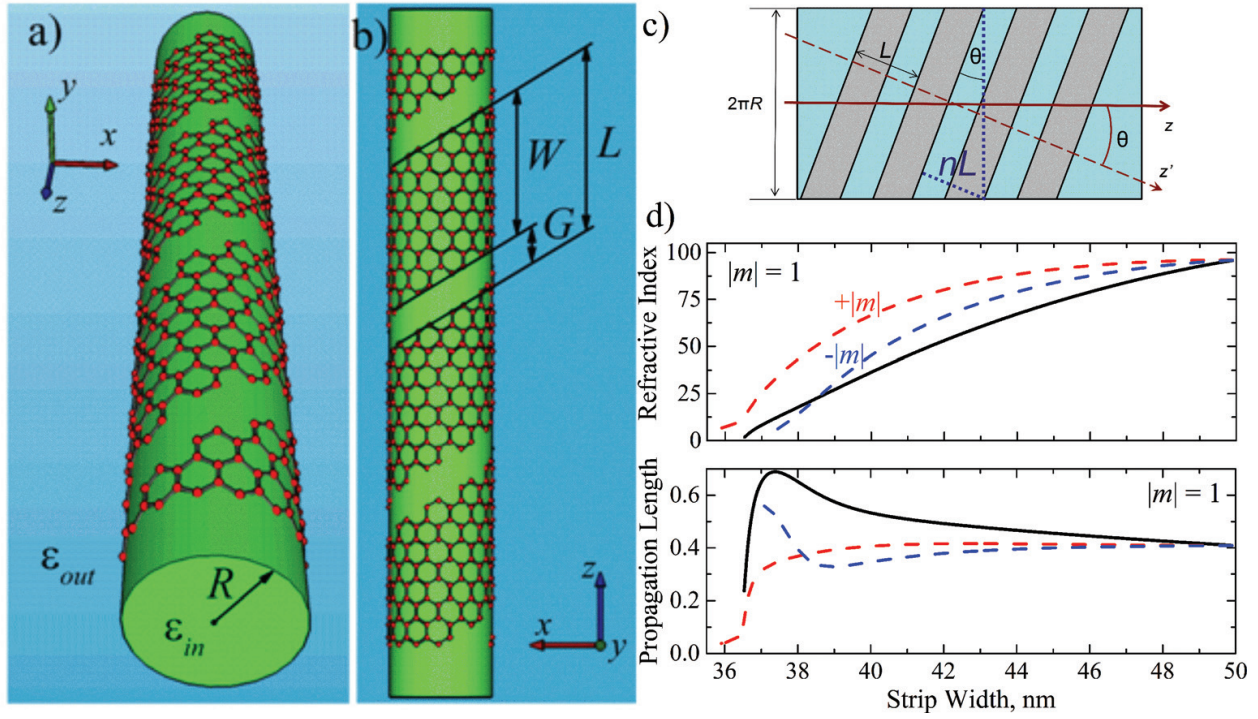 a)
y
x
z
ε_out
R
ε_in
b)
W
L
G
z
x
y
c)
L
θ
2πR
z
θ
nL
z'
d)
100
75
50
25
0
Refractive Index
|m| = 1
+|m|
-|m|
0.6
0.4
0.2
0.0
Propagation Length
|m| = 1
36 38 40 42 44 46 48 50
Strip Width, nm